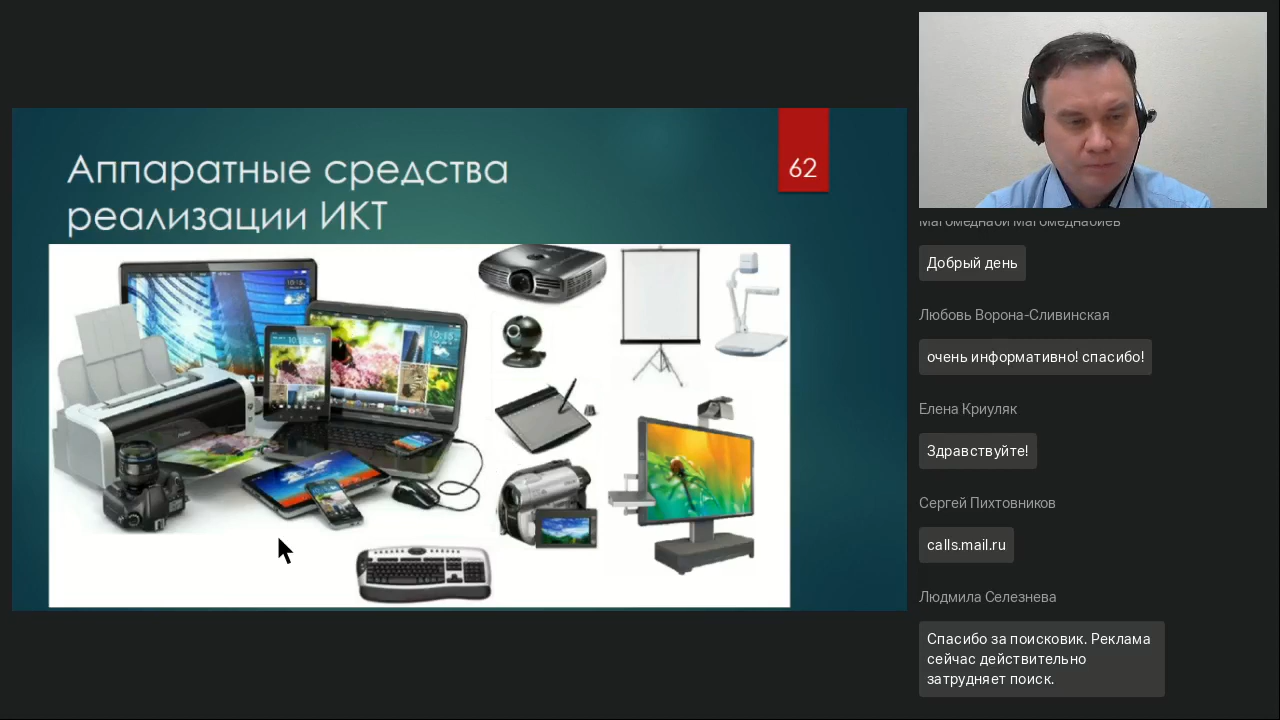 Аппаратные средства
реализации ИКТ
62
Магомеднаби Магомеднабиев
Добрый день
Любовь Ворона-Сливинская
очень информативно! спасибо!
Елена Криуляк
Здравствуйте!
Сергей Пихтовников
calls.mail.ru
Людмила Селезнева
Спасибо за поисковик. Реклама
сейчас действительно
затрудняет поиск.